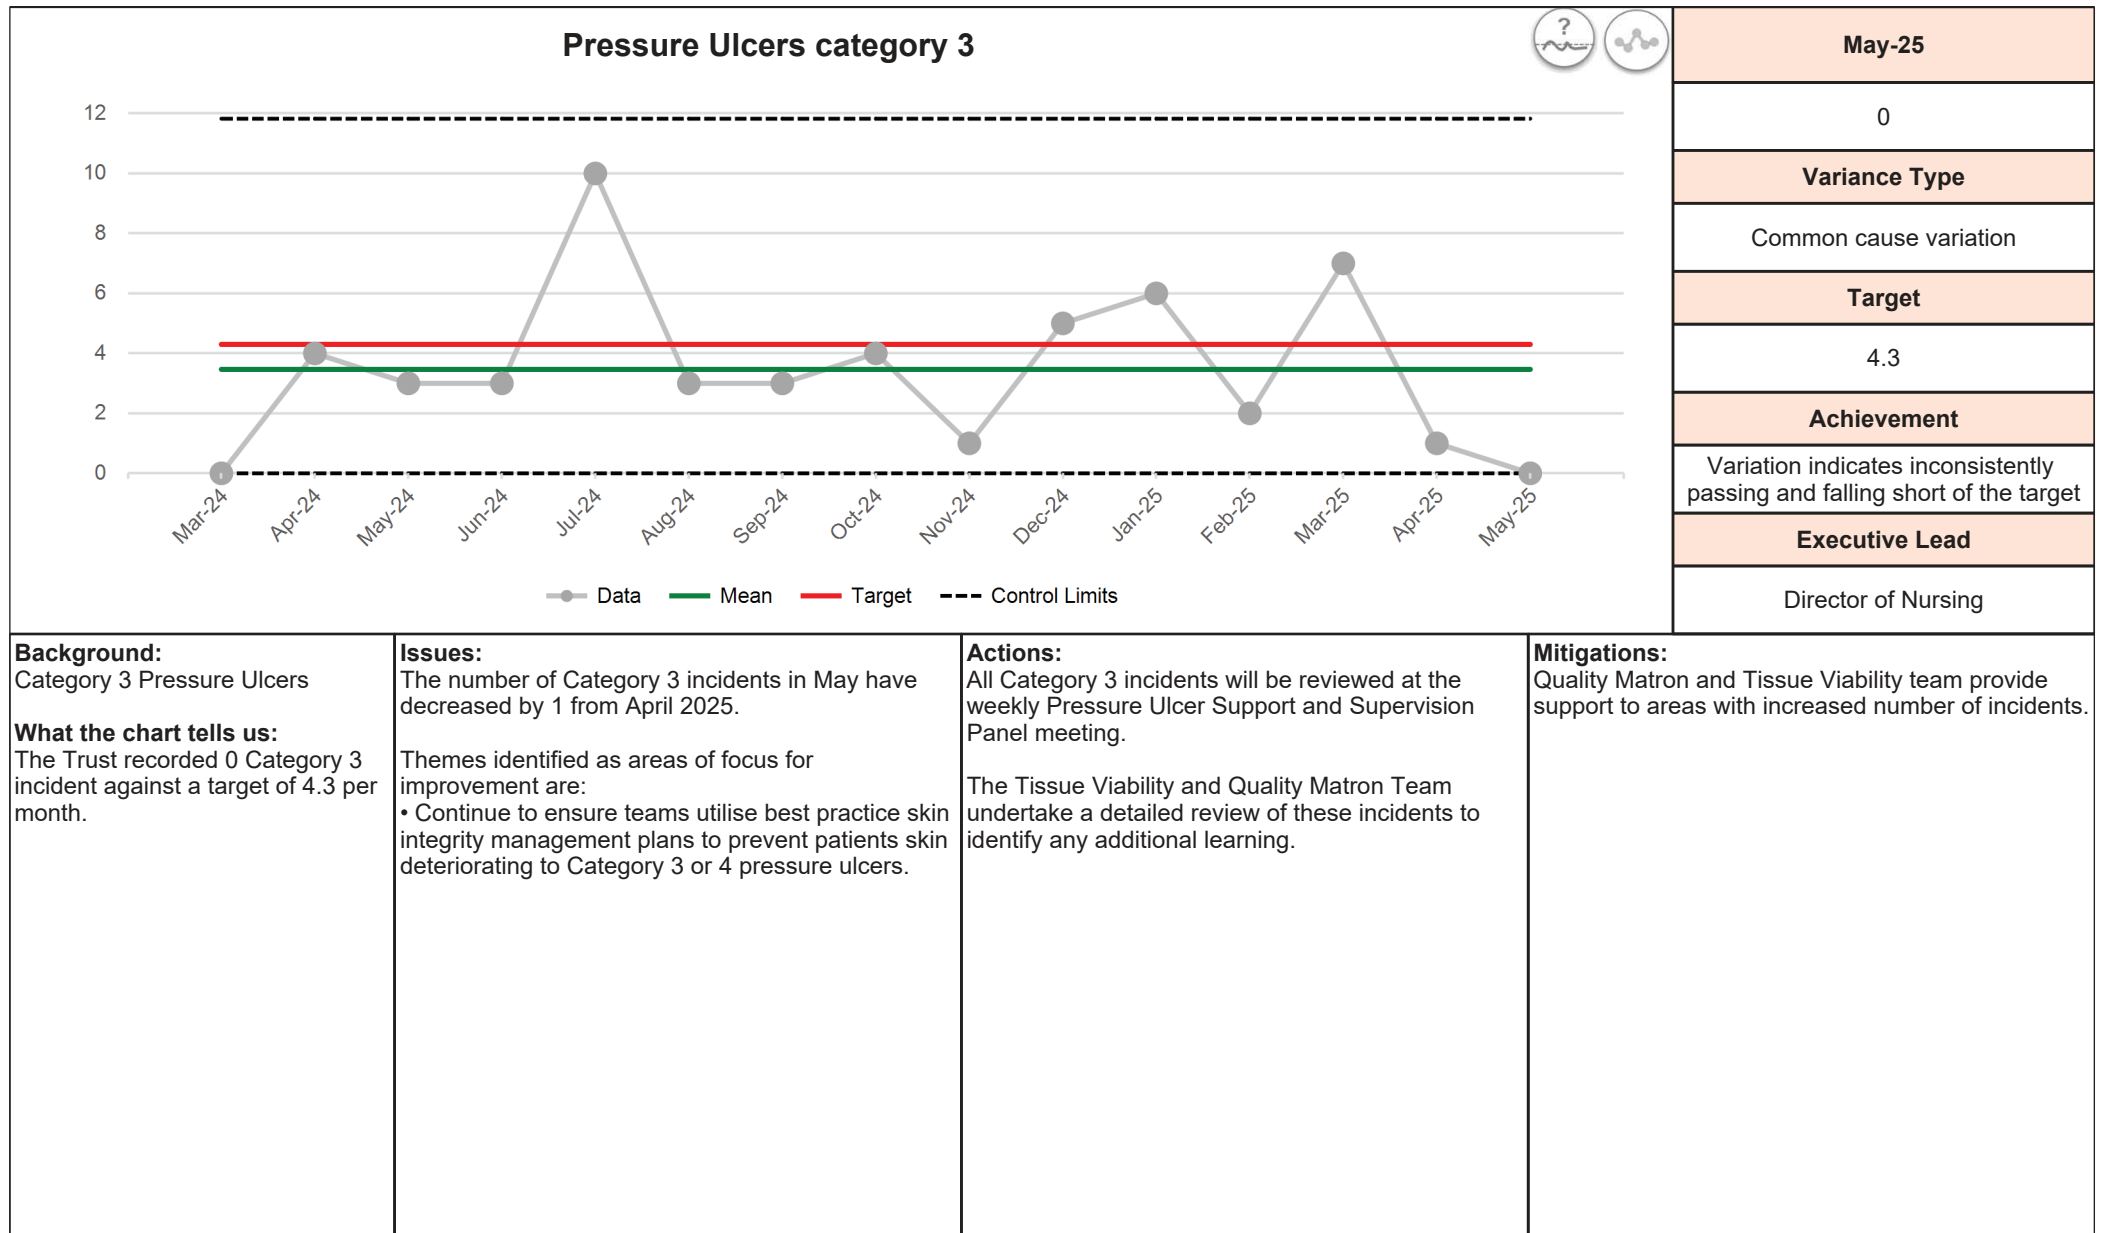 Pressure Ulcers category 3
?
12
10
8
6
4
2
0
Mar-24
Apr-24
May-24
Jun-24
Jul-24
Aug-24
Sep-24
Oct-24
Nov-24
Dec-24
Jan-25
Feb-25
Mar-25
Apr-25
May-25
Data
Mean
Target
Control Limits
May-25
0
Variance Type
Common cause variation
Target
4.3
Achievement
Variation indicates inconsistently
passing and falling short of the target
Executive Lead
Director of Nursing
Background:
Category 3 Pressure Ulcers
What the chart tells us:
The Trust recorded 0 Category 3
incident against a target of 4.3 per
month.
Issues:
The number of Category 3 incidents in May have
decreased by 1 from April 2025.
Themes identified as areas of focus for
improvement are:
• Continue to ensure teams utilise best practice skin
integrity management plans to prevent patients skin
deteriorating to Category 3 or 4 pressure ulcers.
Actions:
All Category 3 incidents will be reviewed at the
weekly Pressure Ulcer Support and Supervision
Panel meeting.
The Tissue Viability and Quality Matron Team
undertake a detailed review of these incidents to
identify any additional learning.
Mitigations:
Quality Matron and Tissue Viability team provide
support to areas with increased number of incidents.